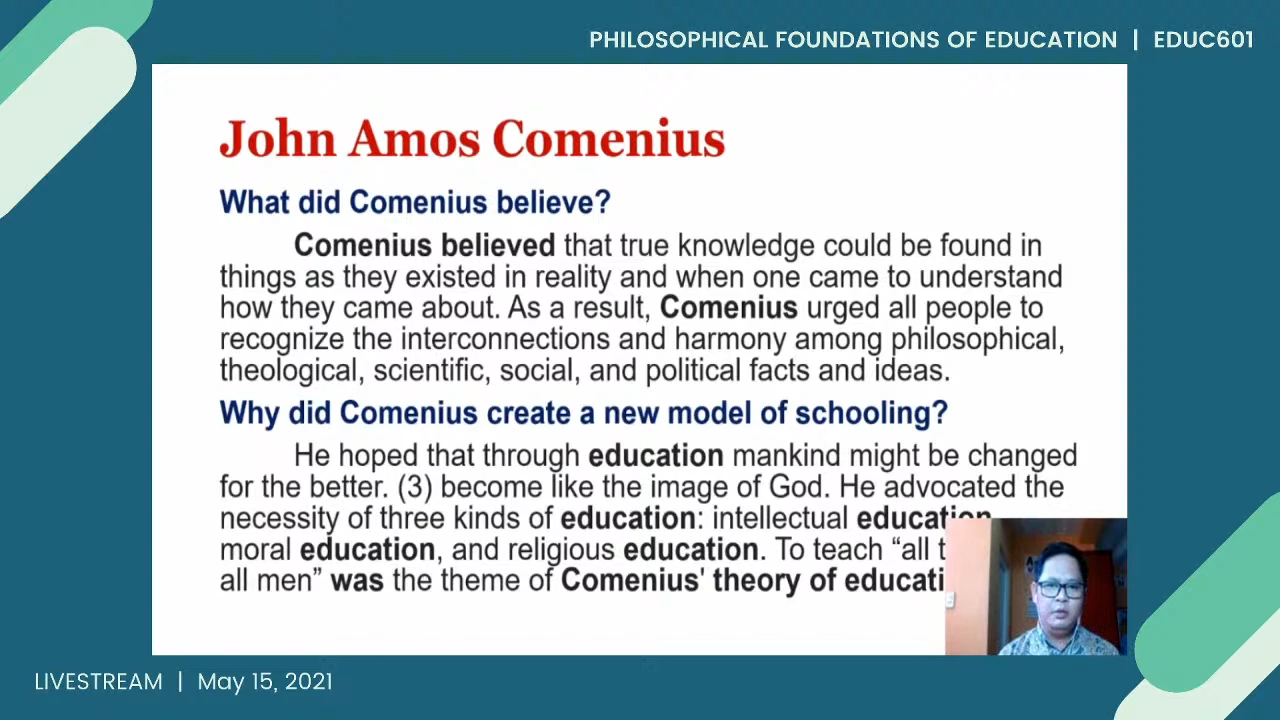 PHILOSOPHICAL FOUNDATIONS OF EDUCATION | EDUC601
John Amos Comenius
What did Comenius believe?
Comenius believed that true knowledge could be found in
things as they existed in reality and when one came to understand
how they came about. As a result, Comenius urged all people to
recognize the interconnections and harmony among philosophical,
theological, scientific, social, and political facts and ideas.
Why did Comenius create a new model of schooling?
He hoped that through education mankind might be changed
for the better. (3) become like the image of God. He advocated the
necessity of three kinds of education: intellectual education
moral education, and religious education. To teach “all
all men” was the theme of Comenius' theory of
LIVESTREAM | May 15, 2021